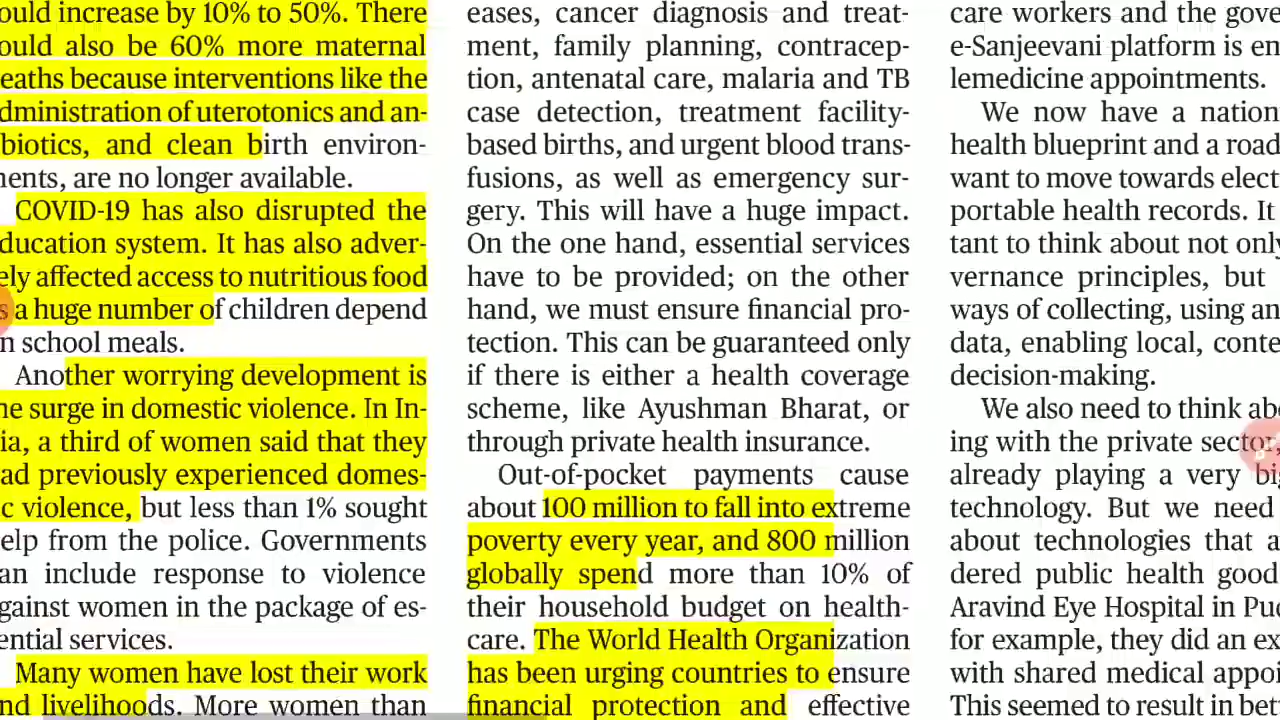 ould increase by 10% to 50%. There
ould also be 60% more maternal
eaths because interventions like the
dministration of uterotonics and an-
biotics, and clean birth environ-
ents, are no longer available.
COVID-19 has also disrupted the
ducation system. It has also adver-
ely affected access to nutritious food
s a huge number of children depend
n school meals.
Another worrying development is
he surge in domestic violence. In In-
ia, a third of women said that they
ad previously experienced domes-
c violence, but less than 1% sought
elp from the police. Governments
an include response to violence
gainst women in the package of es-
ential services.
Many women have lost their work
nd livelihoods. More women than
eases, cancer diagnosis and treat-
ment, family planning, contracep-
tion, antenatal care, malaria and TB
case detection, treatment facility-
based births, and urgent blood trans-
fusions, as well as emergency sur-
gery. This will have a huge impact.
On the one hand, essential services
have to be provided; on the other
hand, we must ensure financial pro-
tection. This can be guaranteed only
if there is either a health coverage
scheme, like Ayushman Bharat, or
through private health insurance.
Out-of-pocket payments cause
about 100 million to fall into extreme
poverty every year, and 800 million
globally spend more than 10% of
their household budget on health-
care. The World Health Organization
has been urging countries to ensure
financial protection and effective
care workers and the gove
e-Sanjeevani platform is en
lemedicine appointments.
We now have a nation
health blueprint and a road
want to move towards elect
portable health records. It
tant to think about not only
vernance principles, but
ways of collecting, using an
data, enabling local, conte
decision-making.
We also need to think ab
ing with the private sector,
already playing a very big
technology. But we need
about technologies that a
dered public health good
Aravind Eye Hospital in Pu
for example, they did an ex
with shared medical appoi
This seemed to result in bet